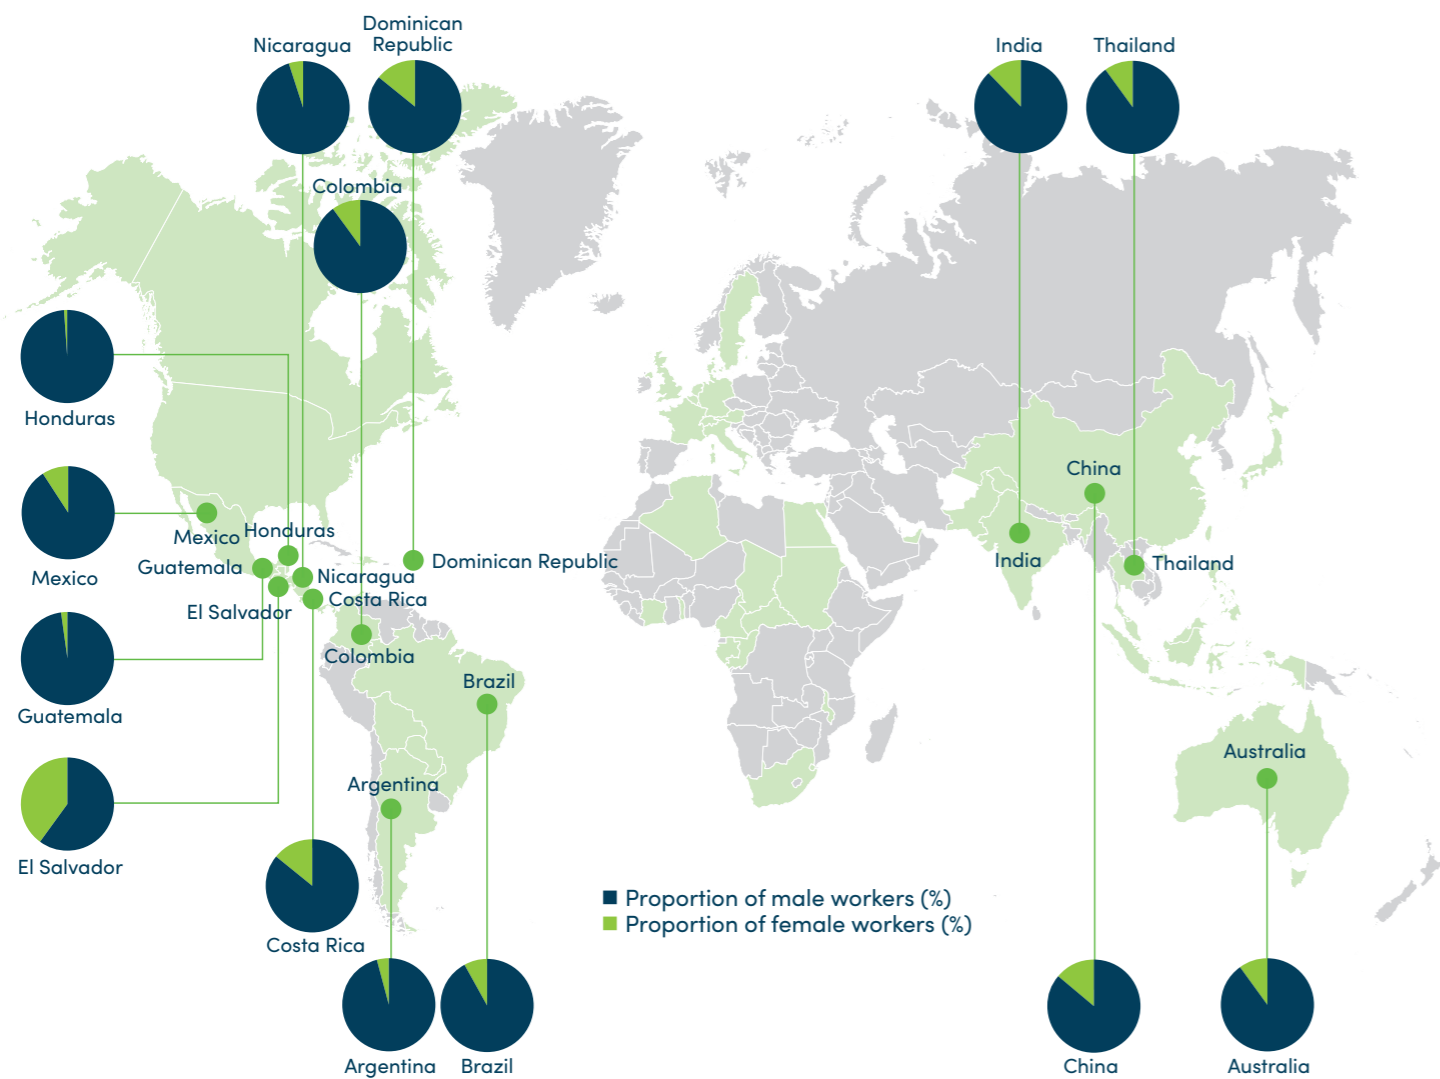 Dominican
Republic
Nicaragua
India
Thailand
Colombia
Honduras
China
Mexico
Honduras
Mexico
Guatemala
Dominican Republic
India
Thailand
Nicaragua
Costa Rica
El Salvador
Colombia
Brazil
Guatemala
Australia
Argentina
El Salvador
Proportion of male workers (%)
Proportion of female workers (%)
Costa Rica
Argentina
Brazil
China
Australia